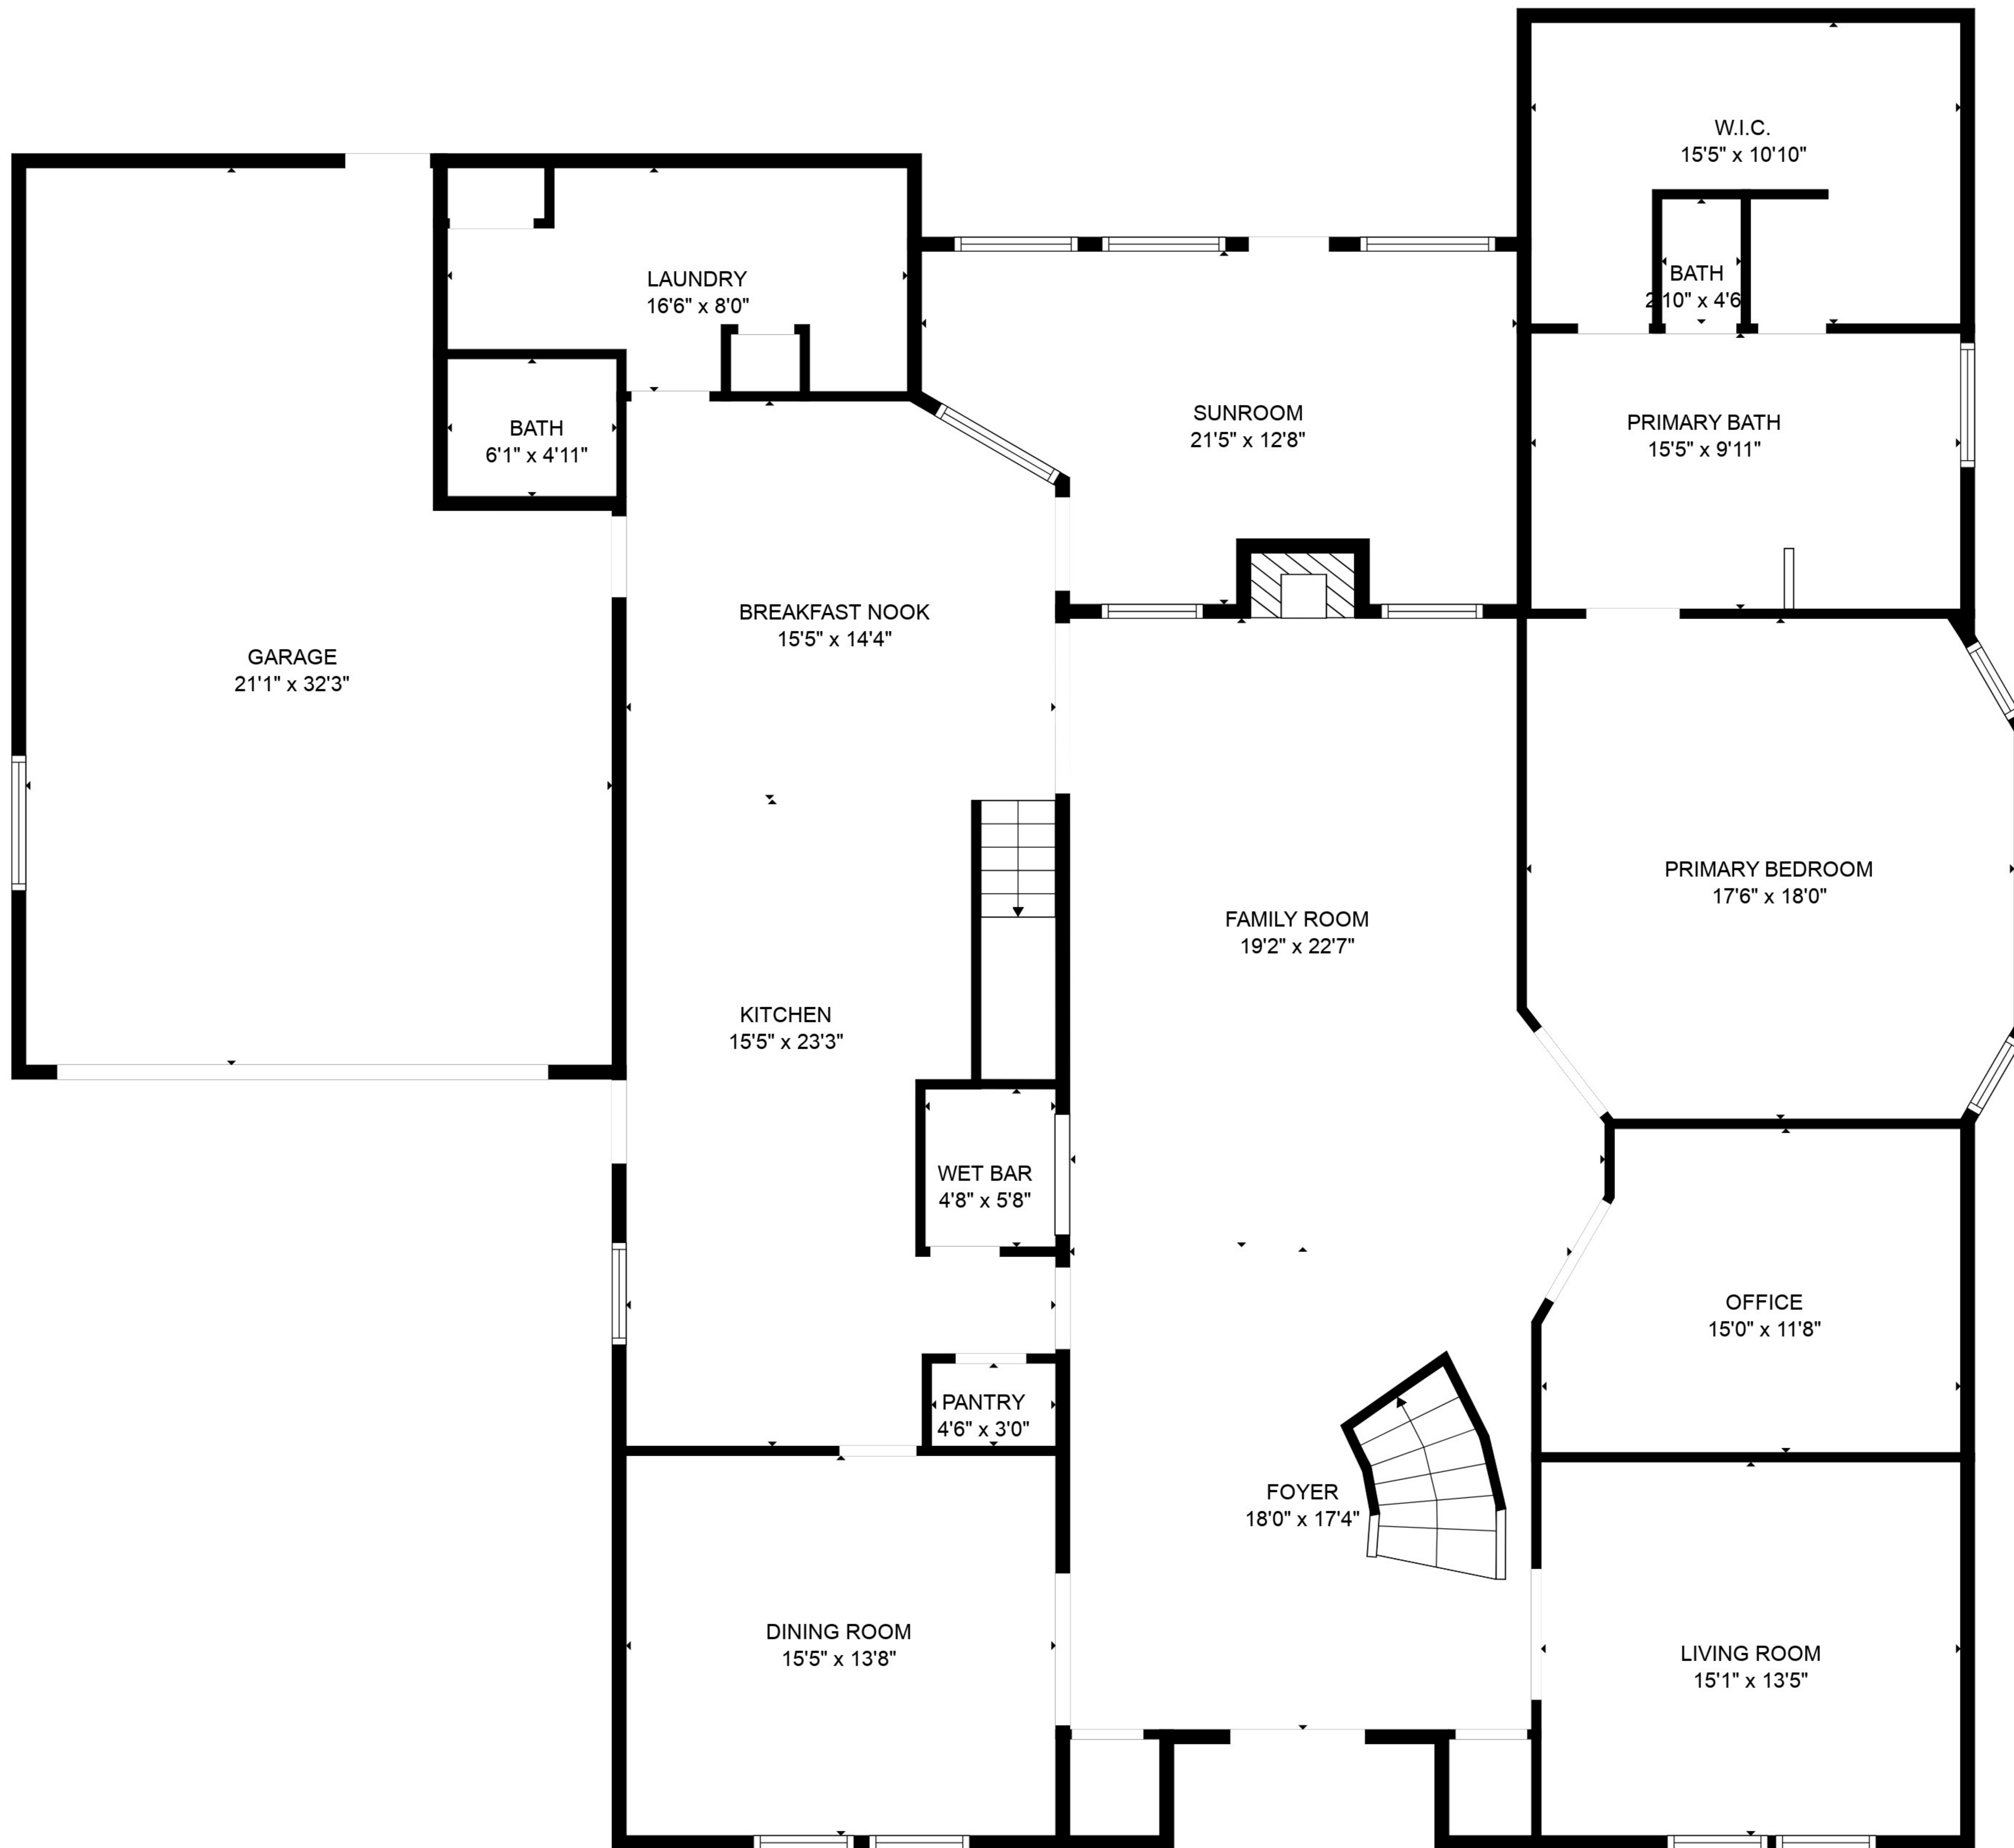 W.I.C.
15'5" x 10'10"
LAUNDRY
16'6" x 8'0"
BATH
2'10" x 4'6
SUNROOM
21'5" x 12'8"
PRIMARY BATH
15'5" x 9'11"
BATH
6'1" x 4'11"
BREAKFAST NOOK
15'5" x 14'4"
GARAGE
21'1" x 32'3"
PRIMARY BEDROOM
17'6" x 18'0"
FAMILY ROOM
19'2" x 22'7"
KITCHEN
15'5" x 23'3"
WET BAR
4'8" x 5'8"
OFFICE
15'0" x 11'8"
PANTRY
4'6" x 3'0"
FOYER
18'0" x 17'4"
DINING ROOM
15'5" x 13'8"
LIVING ROOM
15'1" x 13'5"